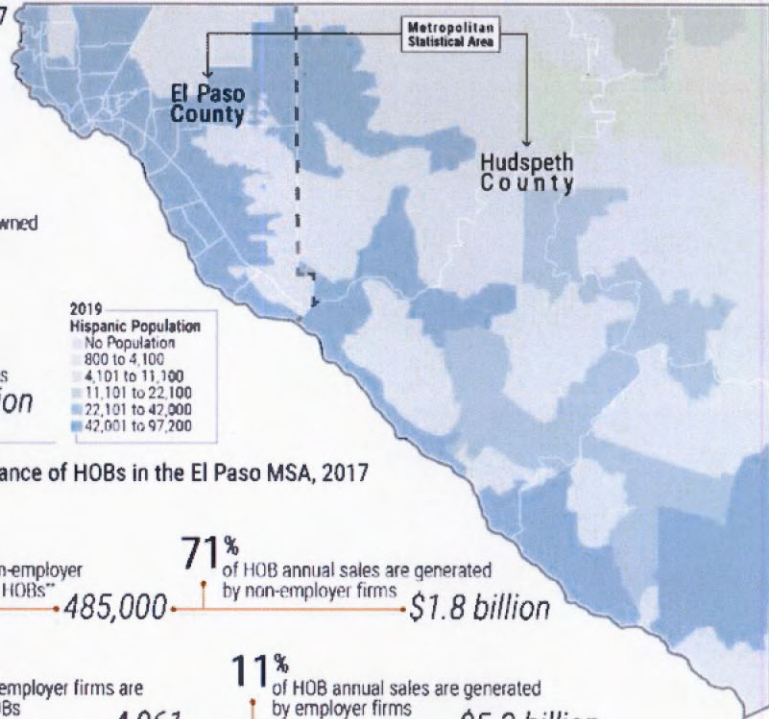 7
Metropolitan
Statistical Area
El Paso
County
Hudspeth
County
wned
2019
Hispanic Population
No Population
800 to 4,100
4,101 to 11,100
11,101 to 22,100
22,101 to 42,000
42,001 to 97,200
s
ion
ance of HOBs in the El Paso MSA, 2017
n-employer
HOBs**
485,000
71%
of HOB annual sales are generated
by non-employer firms
$1.8 billion
employer firms are
OBs
11%
of HOB annual sales are generated
by employer firms